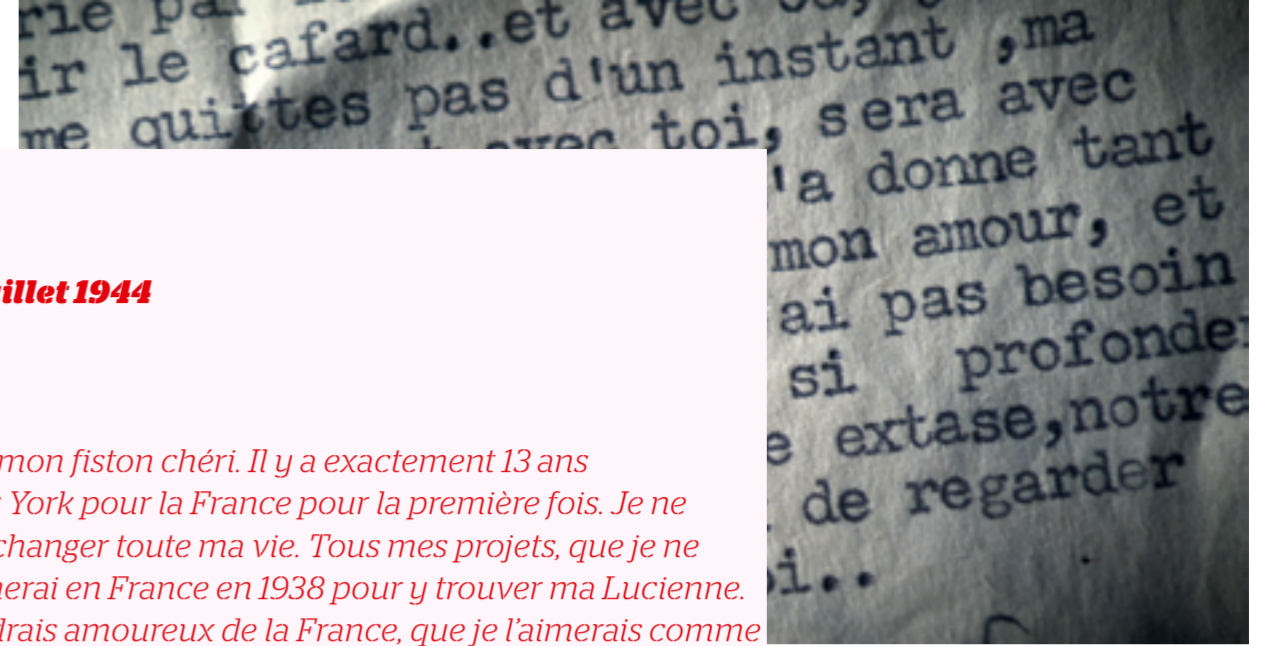 ir le cafard..et avec
me quittes pas d'un instant ,ma
avec toi, sera avec
'a donne tant
mon amour, et
ai pas besoin
si profonde
e extase,notre
de regarder
i..
illet 1944
mon fiston chéri. Il y a exactement 13 ans
York pour la France pour la première fois. Je ne
changer toute ma vie. Tous mes projets, que je ne
nerai en France en 1938 pour y trouver ma Lucienne.
drais amoureux de la France, que je l’aimerais comme